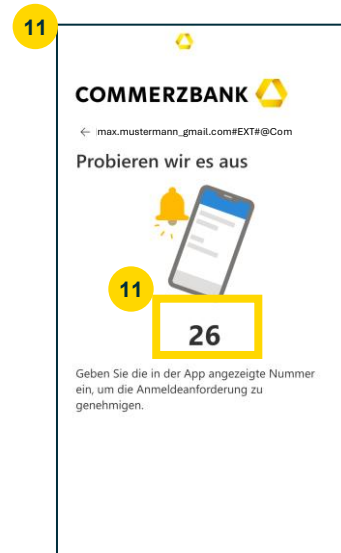 11
COMMERZBANK
← max.mustermann_gmail.com#EXT#@Com
Probieren wir es aus
11
26
Geben Sie die in der App angezeigte Nummer
ein, um die Anmeldeanforderung zu
genehmigen.